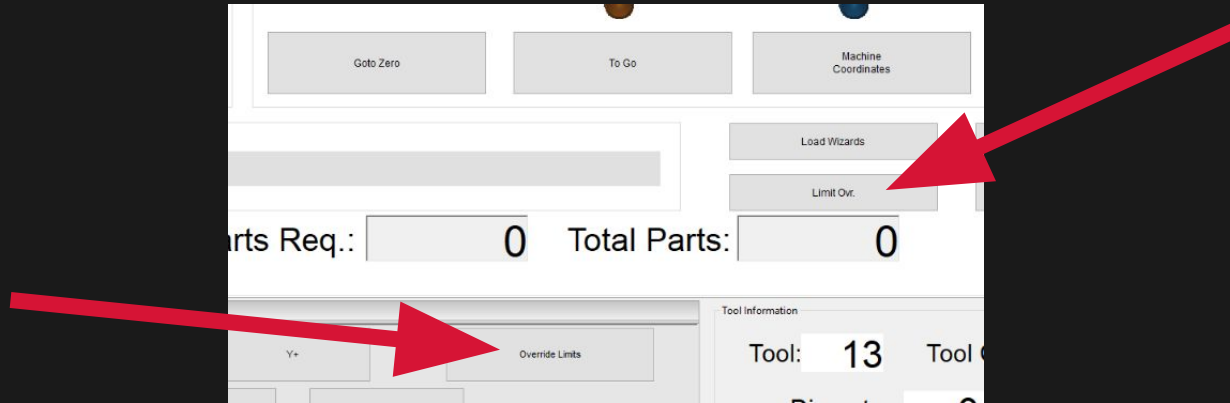 Goto Zero
To Go
Machine
Coordinates
Load Wizards
Limit Ovr.
Req.: 0
Total Parts: 0
Tool Information
Y+
Override Limits
Tool: 13
Tool